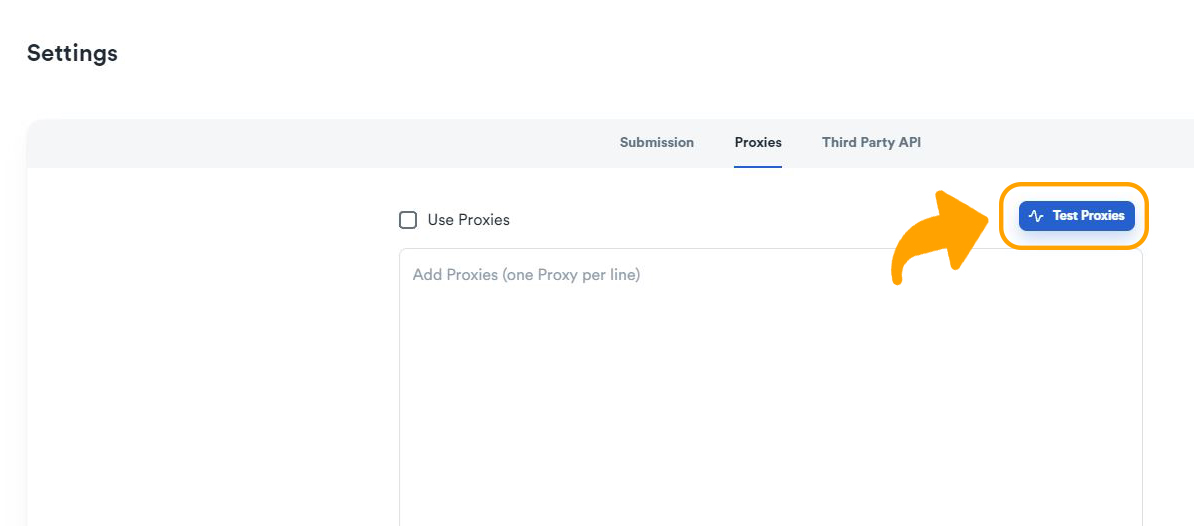 Settings
Submission Proxies Third Party API
Use Proxies Test Proxies
Add Proxies (one Proxy per line)